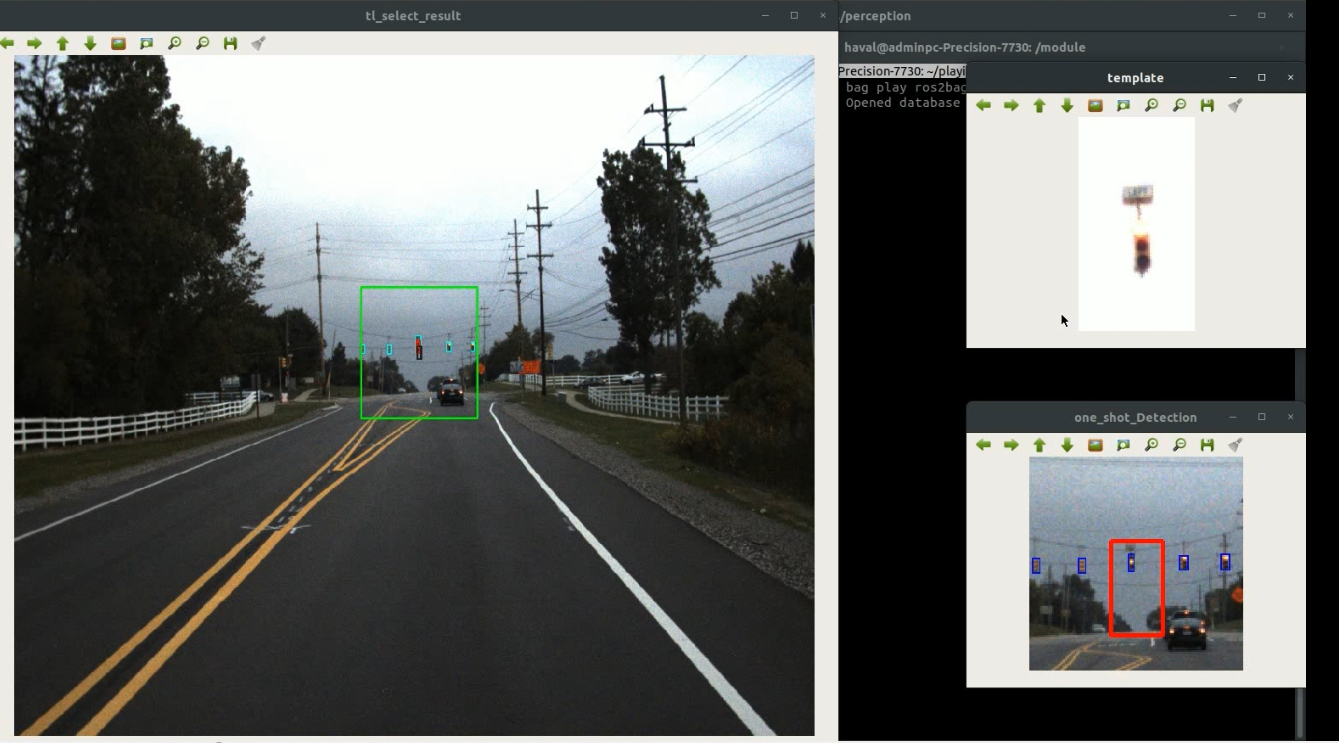 tl_select_result
/perception
haval@adminpc-Precision-7730: /module
Precision-7730: ~/playi
bag play ros2bag
Opened database
template
one_shot_Detection